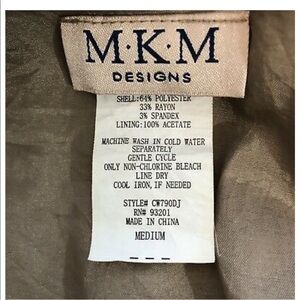 M·K·M
DESIGNS
SHELL:64% POLYESTER
33% RAYON
3% SPANDEX
LINING:100% ACETATE
MACHINE WASH IN COLD WATER
SEPARATELY
GENTLE CYCLE
ONLY NON-CHLORINE BLEACH
LINE DRY
COOL IRON, IF NEEDED
STYLE# CW790DJ
RN# 93201
MADE IN CHINA
MEDIUM